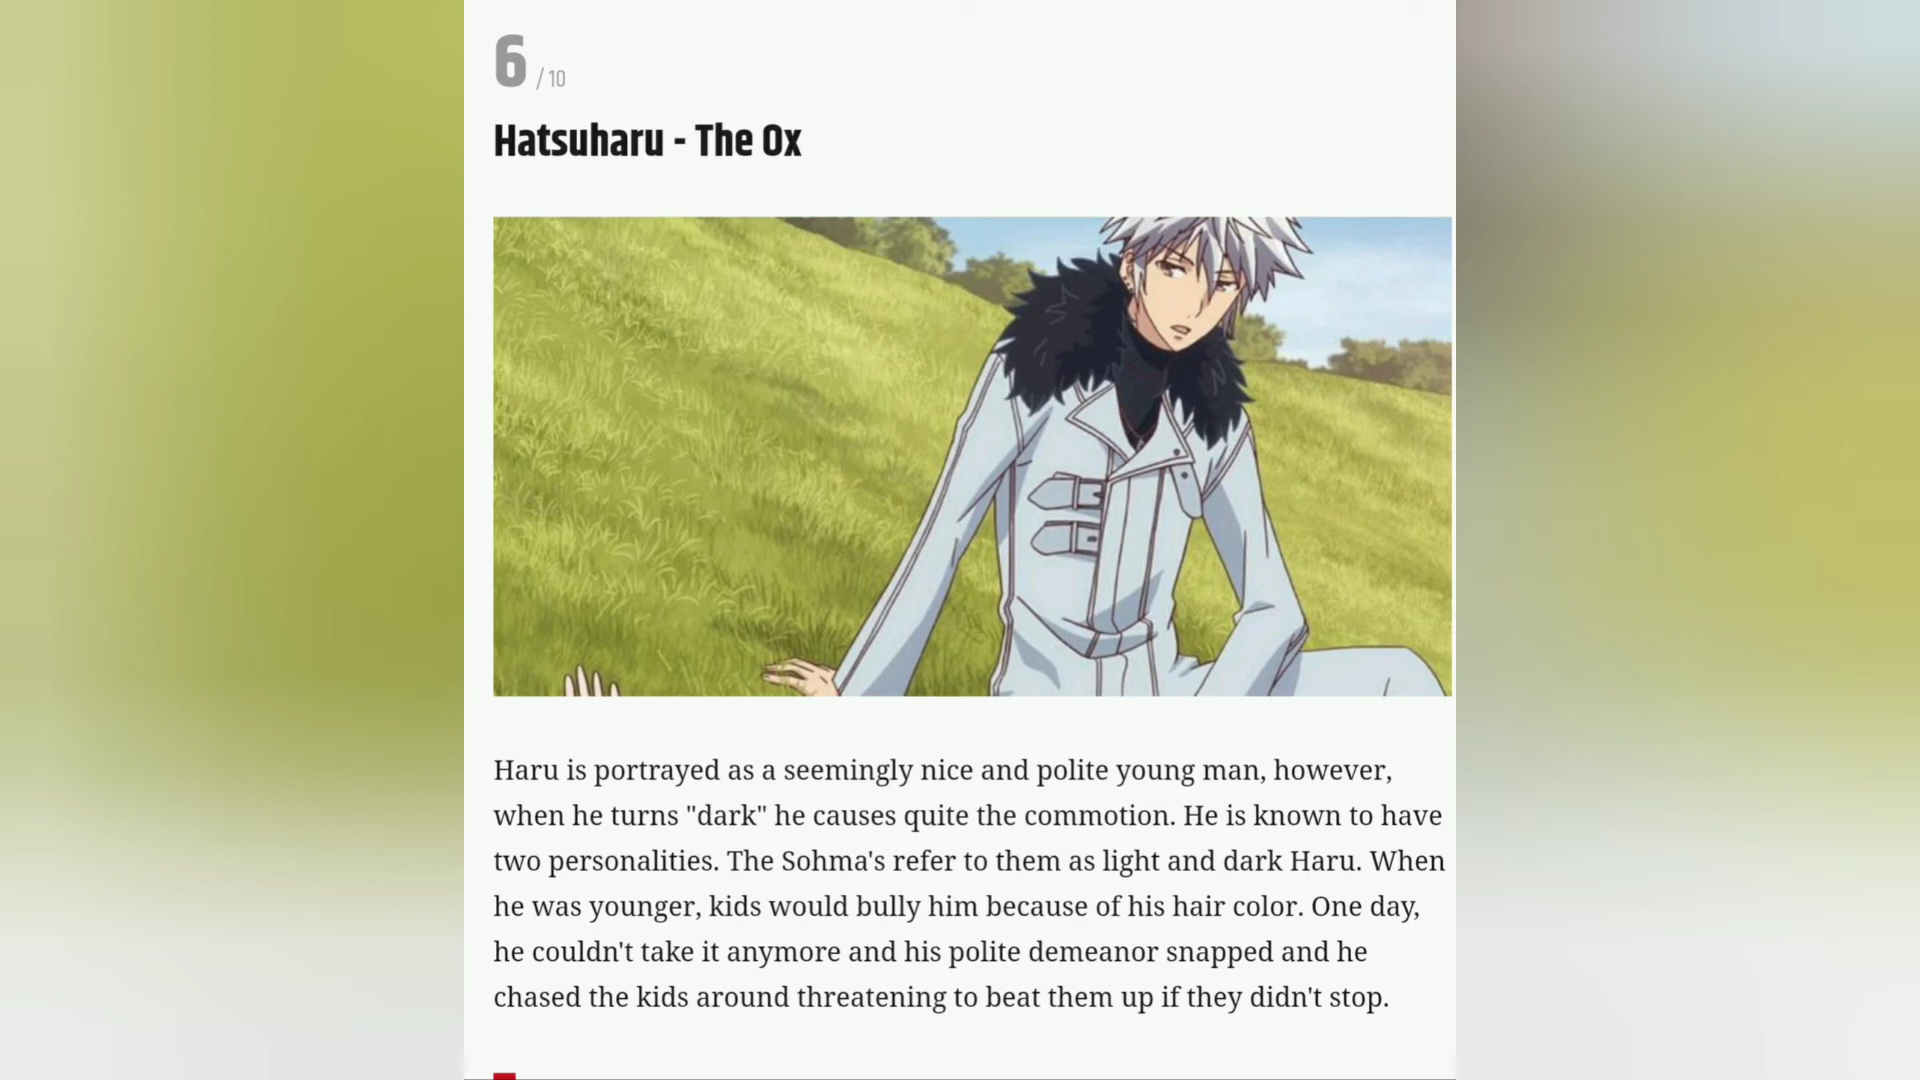 6 / 10
Hatsuharu - The Ox
Haru is portrayed as a seemingly nice and polite young man, however,
when he turns "dark" he causes quite the commotion. He is known to have
two personalities. The Sohma's refer to them as light and dark Haru. When
he was younger, kids would bully him because of his hair color. One day,
he couldn't take it anymore and his polite demeanor snapped and he
chased the kids around threatening to beat them up if they didn't stop.